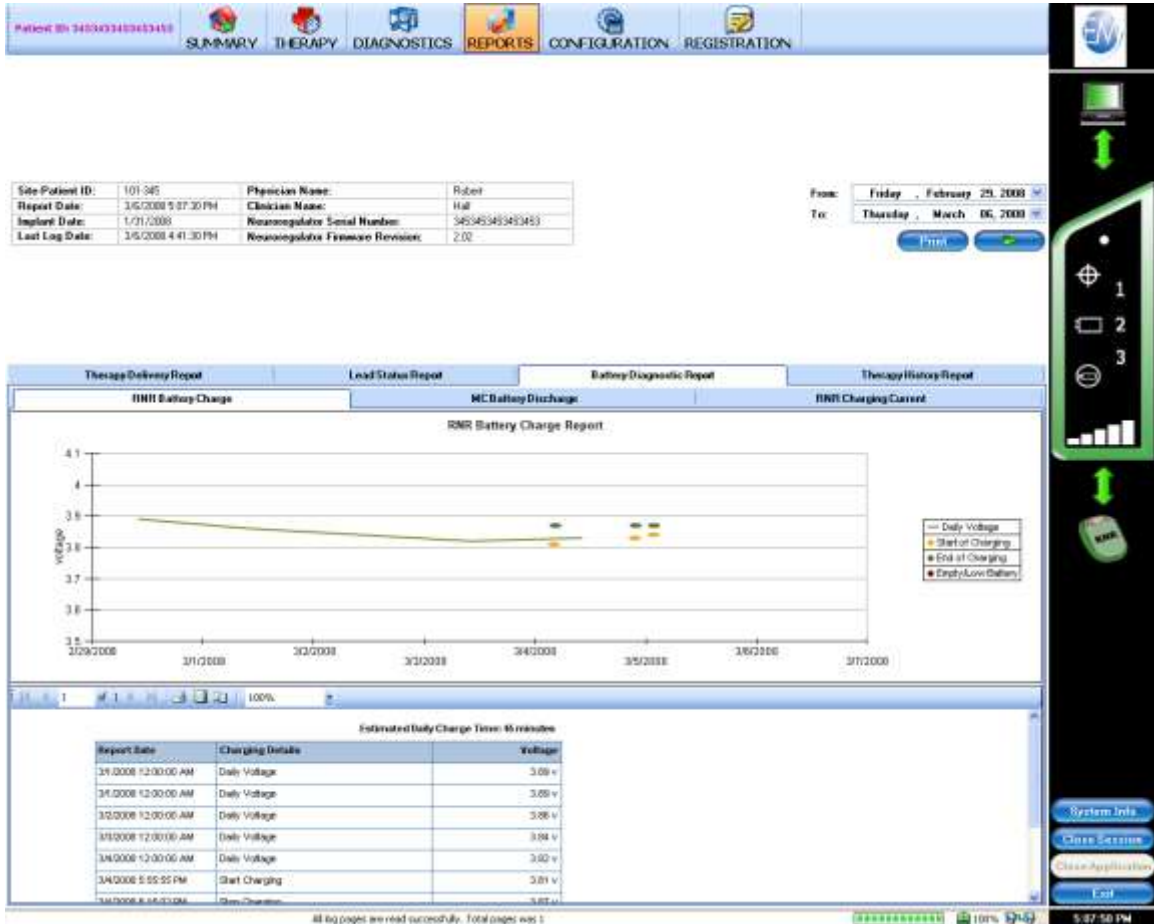 Patient ID: 3453453453453453
SUMMARY THERAPY DIAGNOSTICS REPORTS CONFIGURATION REGISTRATION
Site-Patient ID: 101-345 Physician Name: Robert
Report Date: 3/6/2008 5:07:30 PM Clinician Name: Hall
Implant Date: 1/31/2008 Neuroregulator Serial Number: 3453453453453453
Last Log Date: 3/6/2008 4:41:30 PM Neuroregulator Firmware Revision: 2.02
From: Friday , February 29, 2008
To: Thursday , March 06, 2008
Print
1
2
3
Therapy Delivery Report Lead Status Report Battery Diagnostic Report Therapy History Report
RNR Battery Charge MC Battery Discharge RNR Charging Current
RNR Battery Charge Report
voltage
4.1
4
3.9
3.8
3.7
3.6
3.5
2/29/2008 3/1/2008 3/2/2008 3/3/2008 3/4/2008 3/5/2008 3/6/2008 3/7/2008
Daily Voltage
Start of Charging
End of Charging
Empty/Low Battery
RNR
1 of 1 100%
Estimated Daily Charge Time: 45 minutes
Report Date Charging Details Voltage
3/1/2008 12:00:00 AM Daily Voltage 3.89 v
3/1/2008 12:00:00 AM Daily Voltage 3.89 v
3/2/2008 12:00:00 AM Daily Voltage 3.86 v
3/3/2008 12:00:00 AM Daily Voltage 3.84 v
3/4/2008 12:00:00 AM Daily Voltage 3.82 v
3/4/2008 5:55:55 PM Start Charging 3.81 v
System Info
Close Session
Close Application
Exit
All log pages are read successfully. Total pages was 1
100%
5:07:50 PM